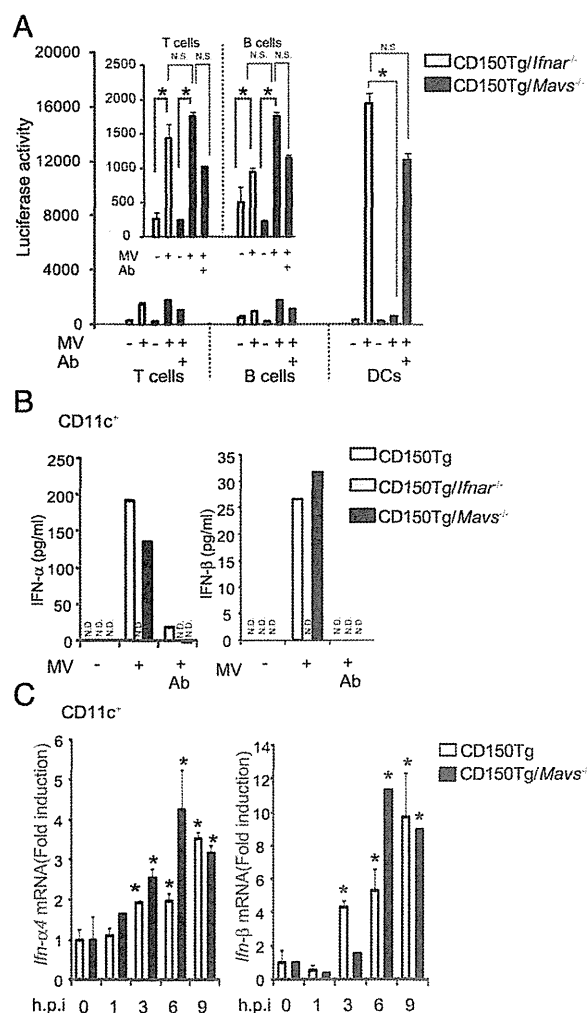 A
T cells
B cells
N.S.
N.S.
N.S.
N.S.
N.S
* * * * *
CD150Tg/Ifnar-/-
CD150Tg/Mavs-/-
Luciferase activity
20000
16000
12000
8000
4000
0
2500
2000
1500
1000
500
0
MV - + - + + - + - + +
Ab + +
MV - + - + + - + - + + - + - + +
Ab + + +
T cells
B cells
DCs
B
CD11c+
CD150Tg
CD150Tg/Ifnar-/-
CD150Tg/Mavs-/-
IFN-α (pg/ml)
250
200
150
100
50
0
N.D. N.D. N.D. N.D. N.D. N.D.
MV - + +
Ab
IFN-β (pg/ml)
35
30
25
20
15
10
5
0
N.D. N.D. N.D. N.D. N.D. N.D. N.D.
MV - + +
Ab
C
CD11c+
CD150Tg
CD150Tg/Mavs-/-
Ifn-α4 mRNA(Fold induction)
6
5
4
3
2
1
0
* * * * * *
h.p.i 0 1 3 6 9
Ifn-β mRNA(Fold induction)
14
12
10
8
6
4
2
0
* * * * *
h.p.i 0 1 3 6 9